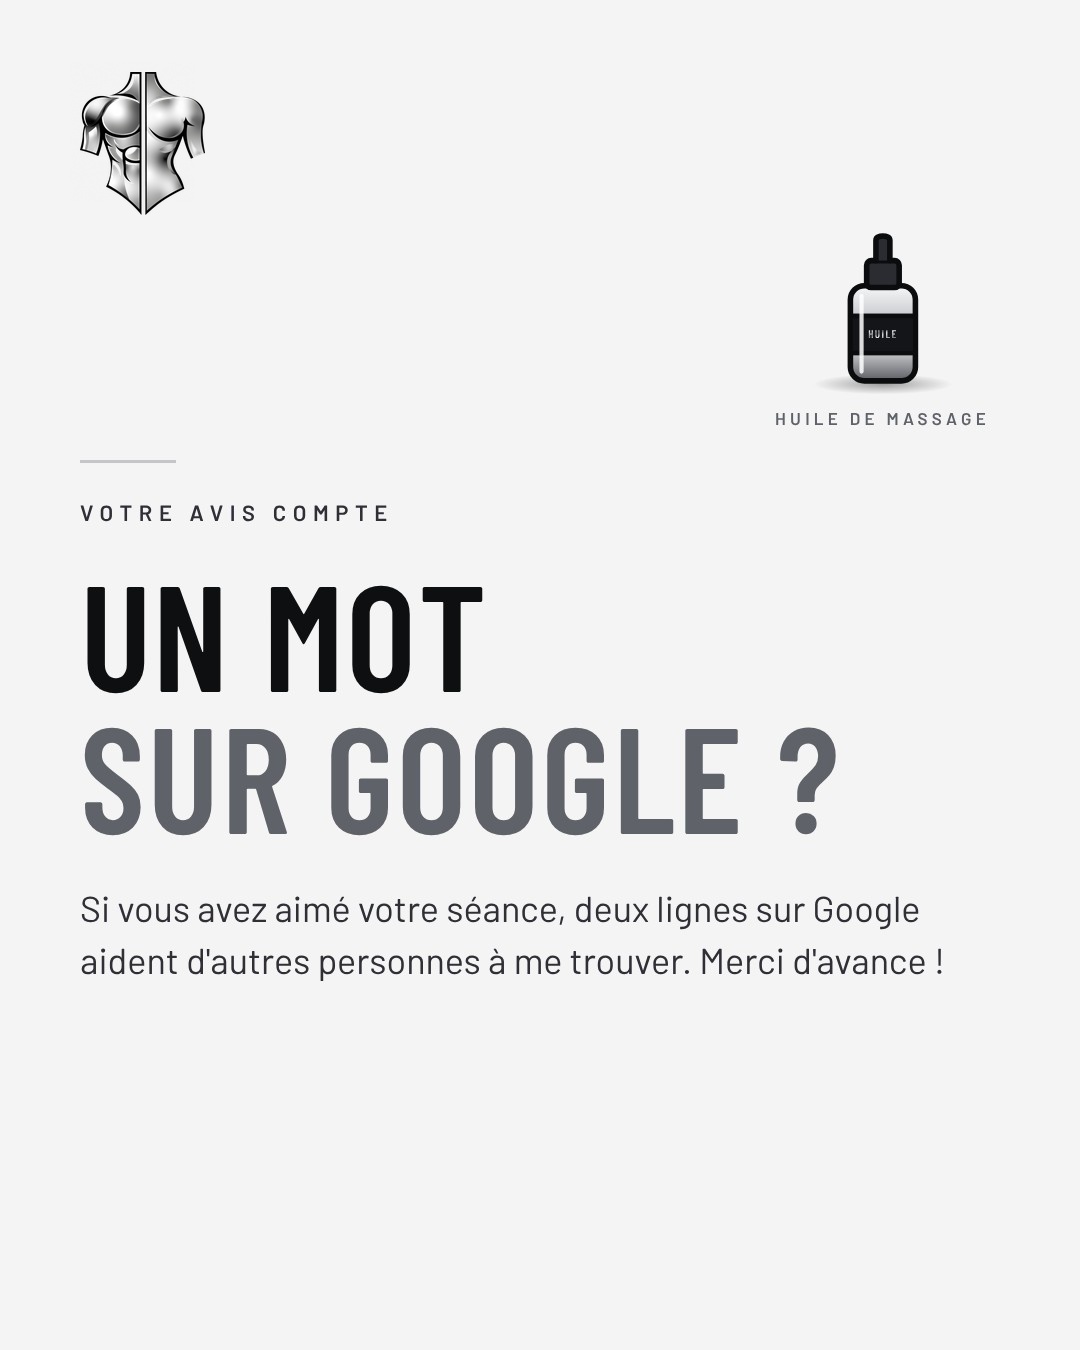 HUILE
HUILE DE MASSAGE
VOTRE AVIS COMPTE
UN MOT
SUR GOOGLE ?
Si vous avez aimé votre séance, deux lignes sur Google
aident d'autres personnes à me trouver. Merci d'avance !